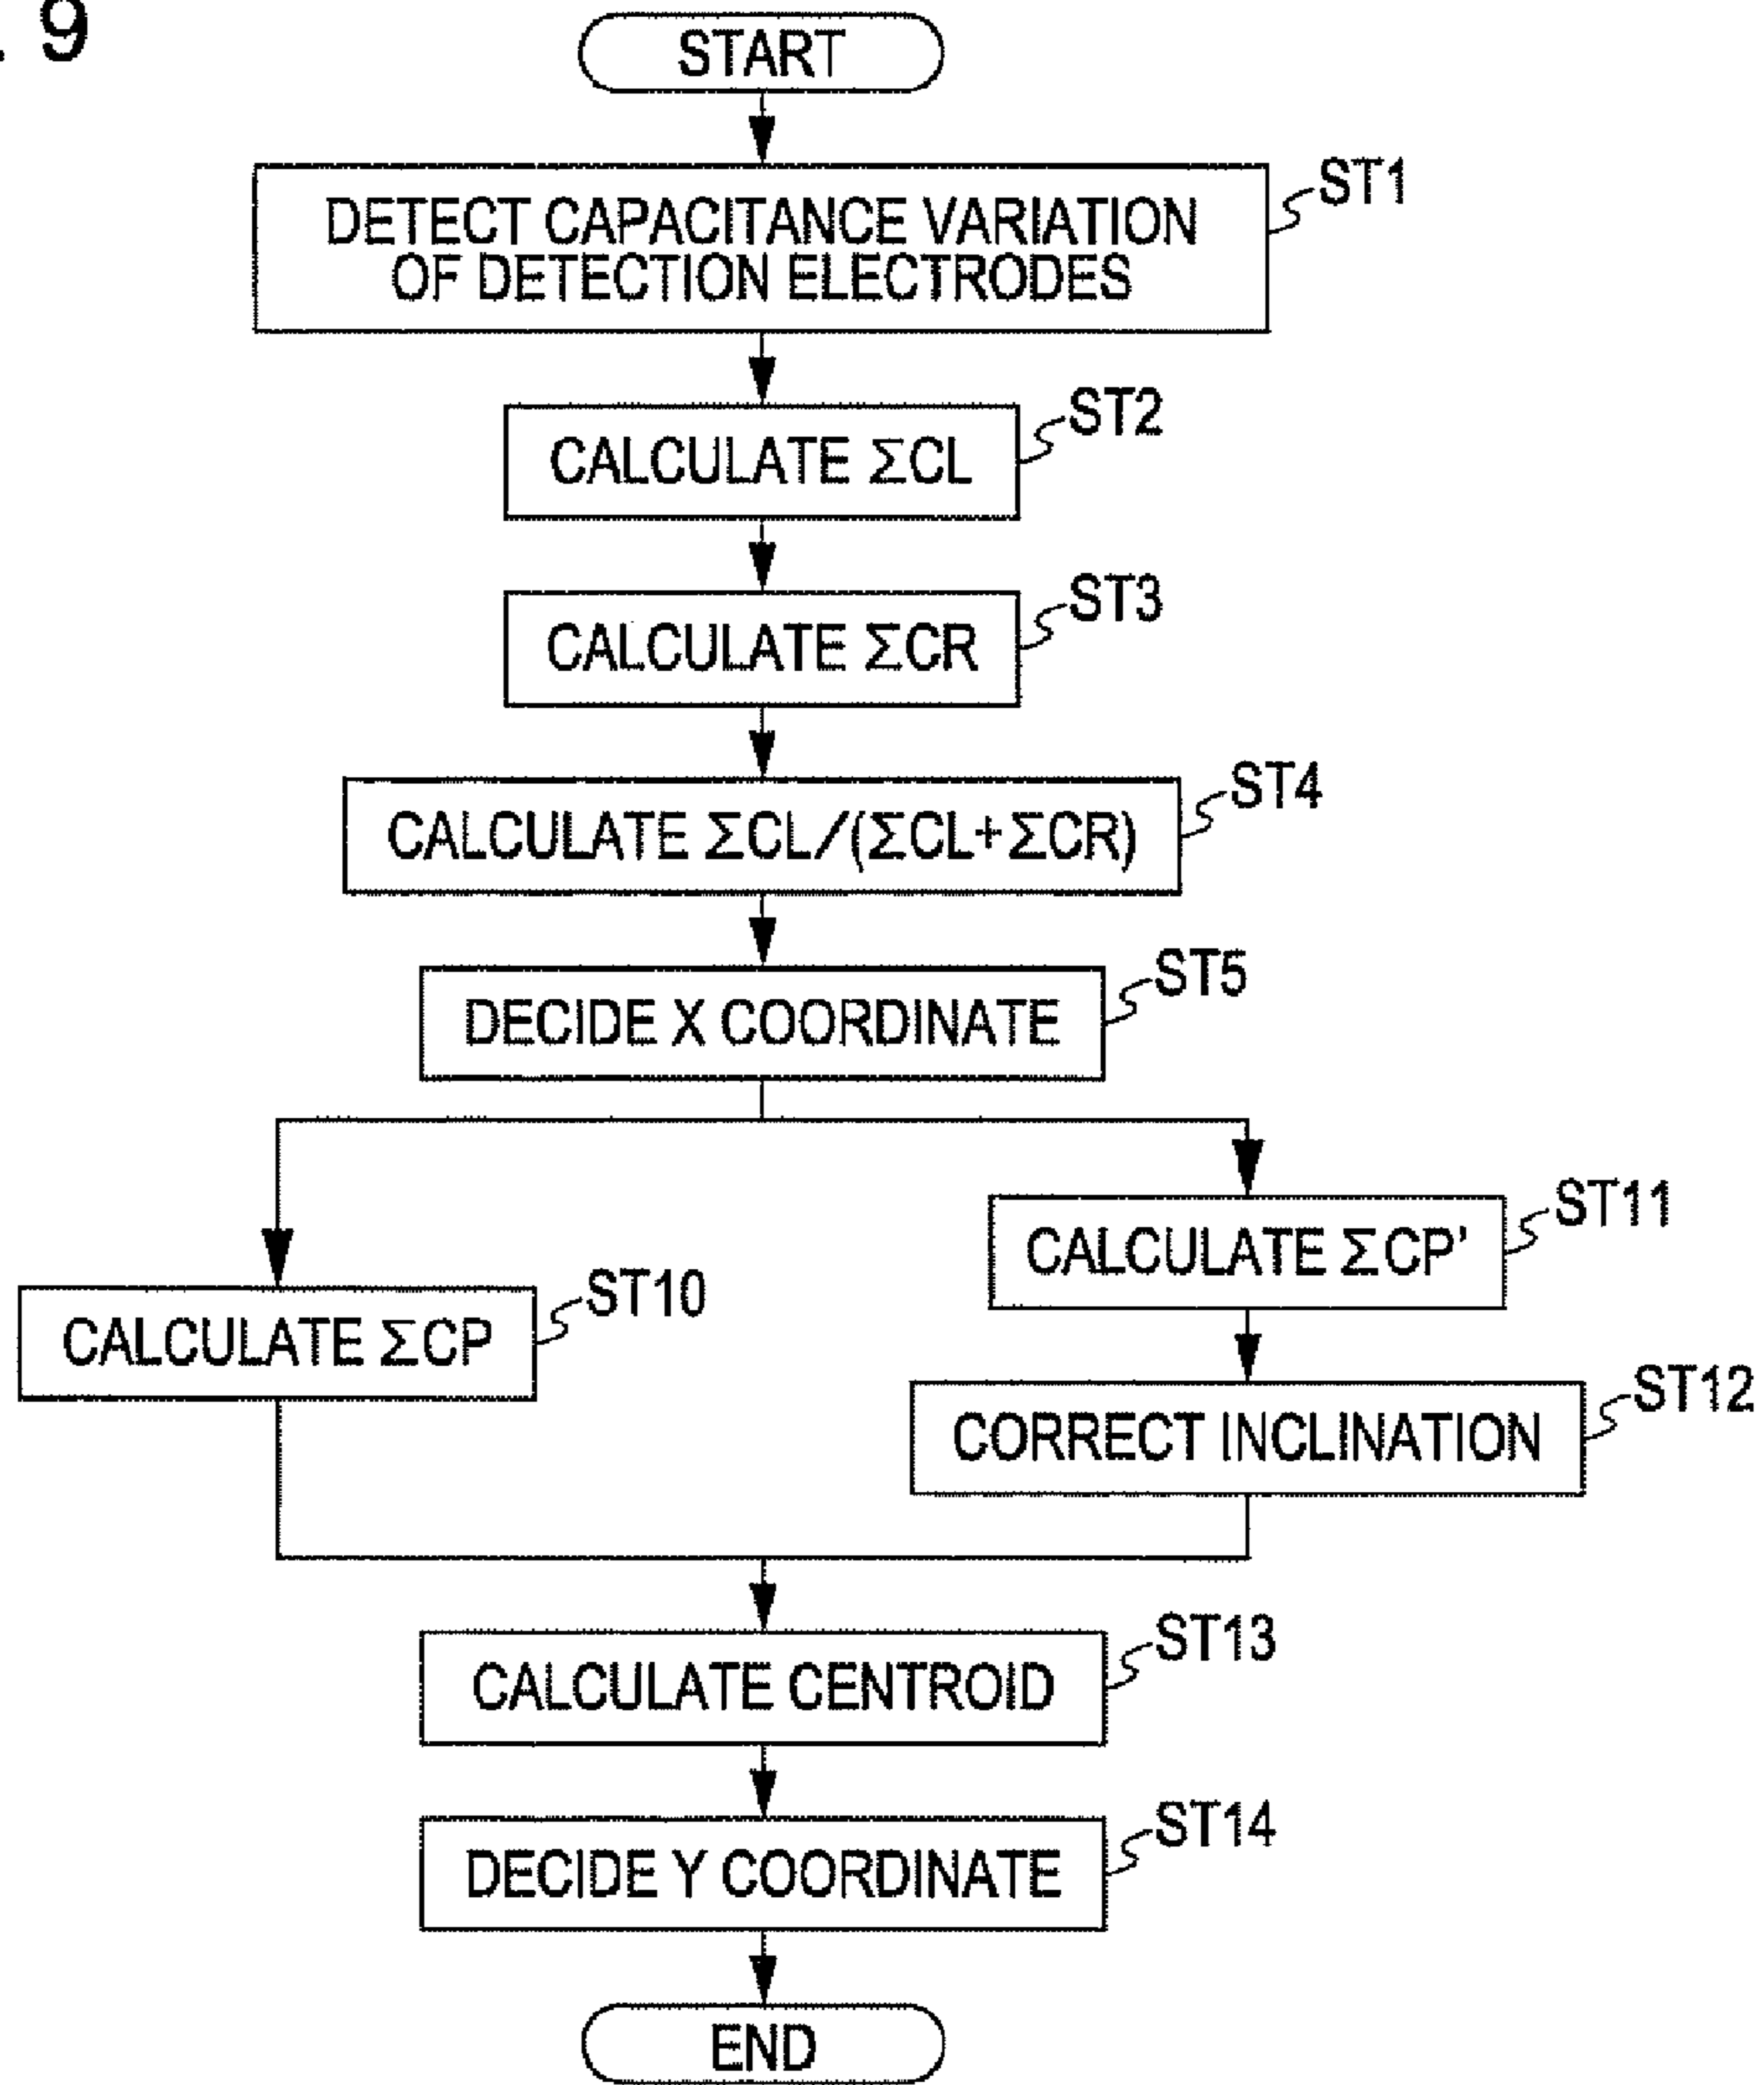 . 9
START
DETECT CAPACITANCE VARIATION
OF DETECTION ELECTRODES
ST1
CALCULATE ΣCL
ST2
CALCULATE ΣCR
ST3
CALCULATE ΣCL/(ΣCL+ΣCR)
ST4
DECIDE X COORDINATE
ST5
CALCULATE ΣCP
ST10
CALCULATE ΣCP'
ST11
CORRECT INCLINATION
ST12
CALCULATE CENTROID
ST13
DECIDE Y COORDINATE
ST14
END